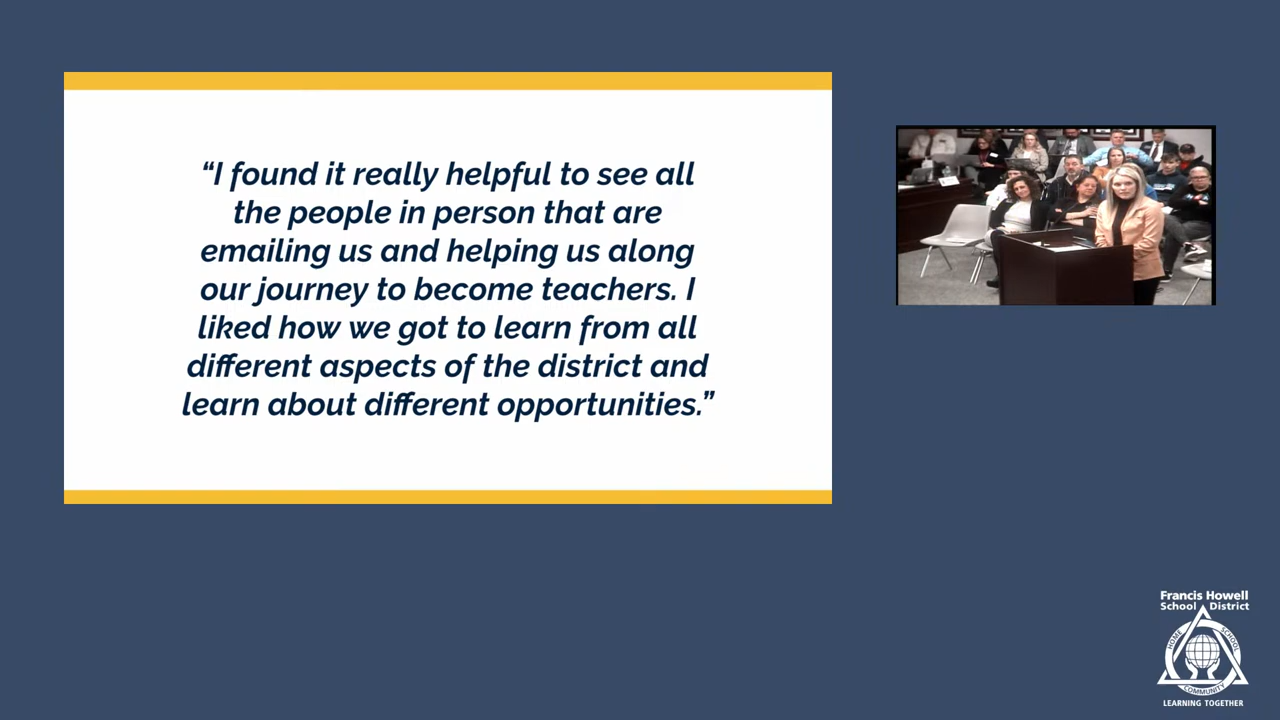 “I found it really helpful to see all
the people in person that are
emailing us and helping us along
our journey to become teachers. I
liked how we got to learn from all
different aspects of the district and
learn about different opportunities.”
Francis Howell
School District
HOME SCHOOL
COMMUNITY
LEARNING TOGETHER